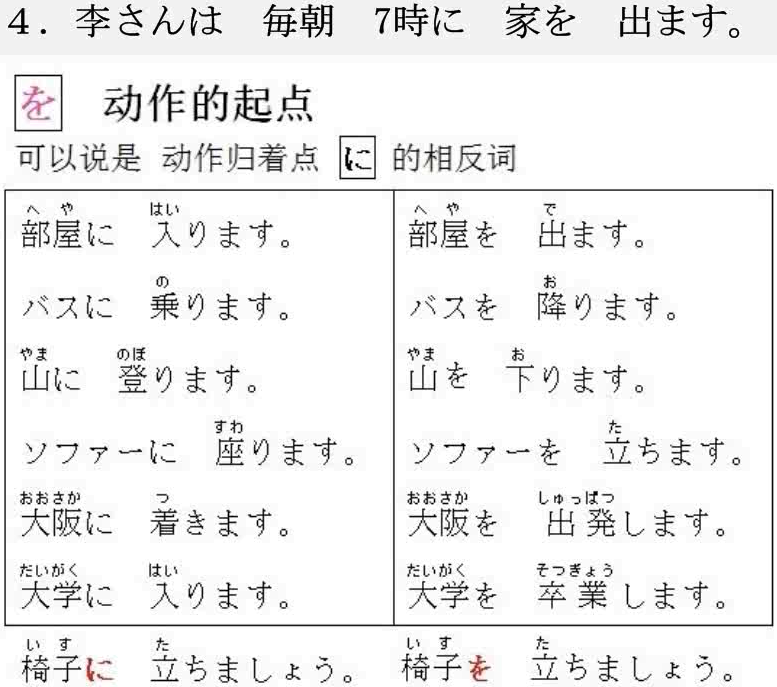 4．李さんは　毎朝　7時に　家を　出ます。
を　动作的起点
可以说是 动作归着点 に 的相反词
へや　はい　へや　で
部屋に　入ります。　部屋を　出ます。
の　お
バスに　乗ります。　バスを　降ります。
やま　のぼ　やま　お
山に　登ります。　山を　下ります。
すわ　た
ソファーに　座ります。　ソファーを　立ちます。
おおさか　つ　おおさか　しゅっぱつ
大阪に　着きます。　大阪を　出発します。
だいがく　はい　だいがく　そつぎょう
大学に　入ります。　大学を　卒業します。
いす　た　いす　た
椅子に　立ちましょう。　椅子を　立ちましょう。